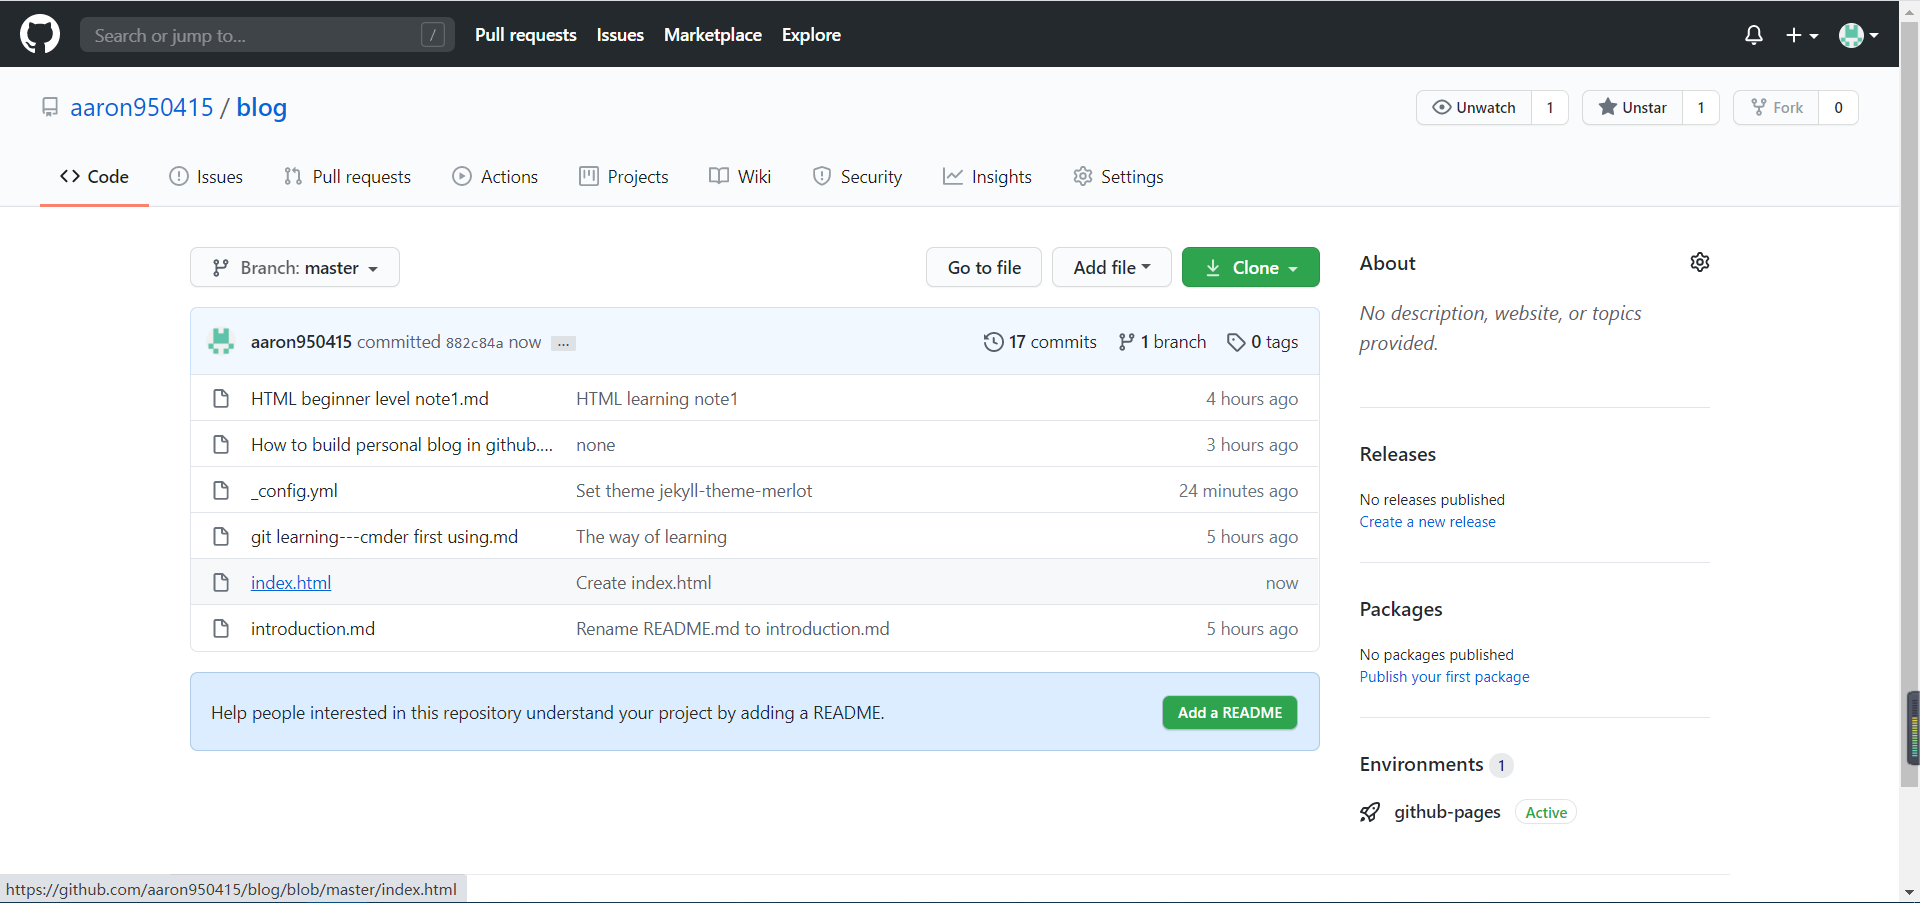 Search or jump to... / Pull requests Issues Marketplace Explore
aaron950415 / blog Unwatch 1 Unstar 1 Fork 0
Code Issues Pull requests Actions Projects Wiki Security Insights Settings
Branch: master Go to file Add file Clone
aaron950415 committed 882c84a now ... 17 commits 1 branch 0 tags
HTML beginner level note1.md HTML learning note1 4 hours ago
How to build personal blog in github.... none 3 hours ago
_config.yml Set theme jekyll-theme-merlot 24 minutes ago
git learning---cmder first using.md The way of learning 5 hours ago
index.html Create index.html now
introduction.md Rename README.md to introduction.md 5 hours ago
Help people interested in this repository understand your project by adding a README. Add a README
About
No description, website, or topics
provided.
Releases
No releases published
Create a new release
Packages
No packages published
Publish your first package
Environments 1
github-pages Active
https://github.com/aaron950415/blog/blob/master/index.html